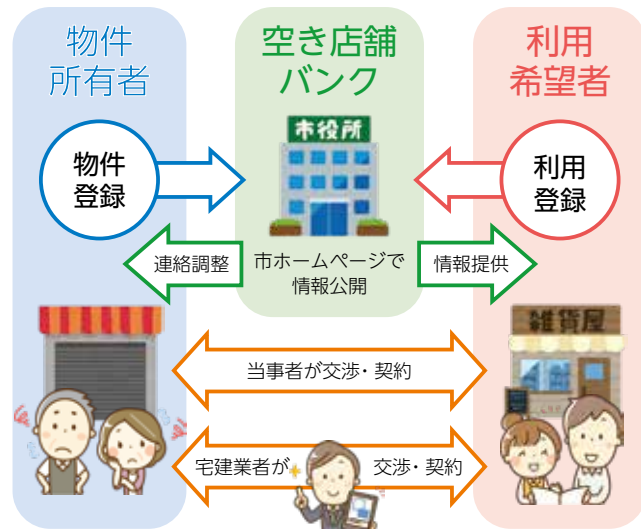 物件
所有者
空き店舗
バンク
利用
希望者
市役所
物件
登録
利用
登録
連絡調整
市ホームページで
情報公開
情報提供
雑貨屋
当事者が交渉・契約
宅建業者が
交渉・契約